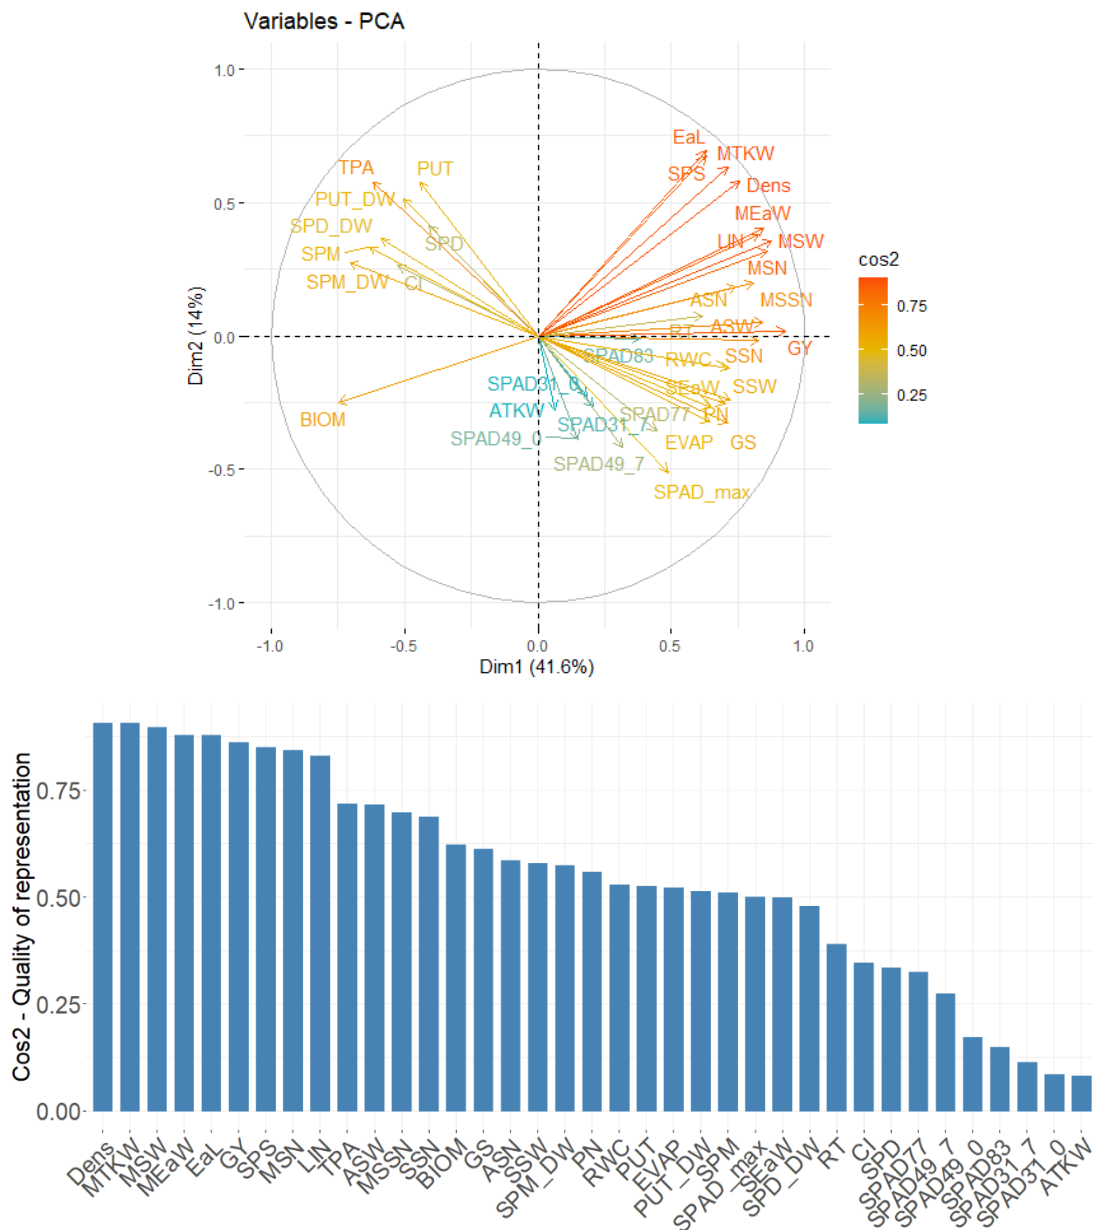 Variables - PCA
1.0
0.5
0.0
-0.5
-1.0
Dim2 (14%)
EaL
MTKW
SPS
Dens
MEaW
LIN
MSW
MSN
ASN
MSSN
RT
ASW
GY
SPAD83
RWC
SSN
SEaW
SSW
SPAD77
PN
EVAP
GS
SPAD_max
SPAD31_0
ATKW
SPAD31_7
SPAD49_0
SPAD49_7
TPA
PUT
PUT_DW
SPD_DW
SPD
SPM
SPM_DW
CI
BIOM
-1.0
-0.5
0.0
0.5
1.0
Dim1 (41.6%)
cos2
0.75
0.50
0.25
Cos2 - Quality of representation
0.75
0.50
0.25
0.00
Dens
MTKW
MSW
MEaW
EaL
GY
SPS
MSN
LIN
TPA
ASW
MSSN
SSN
BIOM
GS
ASN
SSW
SPM_DW
PN
RWC
PUT
EVAP
PUT_DW
SPM
SPAD_max
SEaW
SPD_DW
RT
CI
SPD
SPAD77
SPAD49_7
SPAD49_0
SPAD83
SPAD31_7
SPAD31_0
ATKW